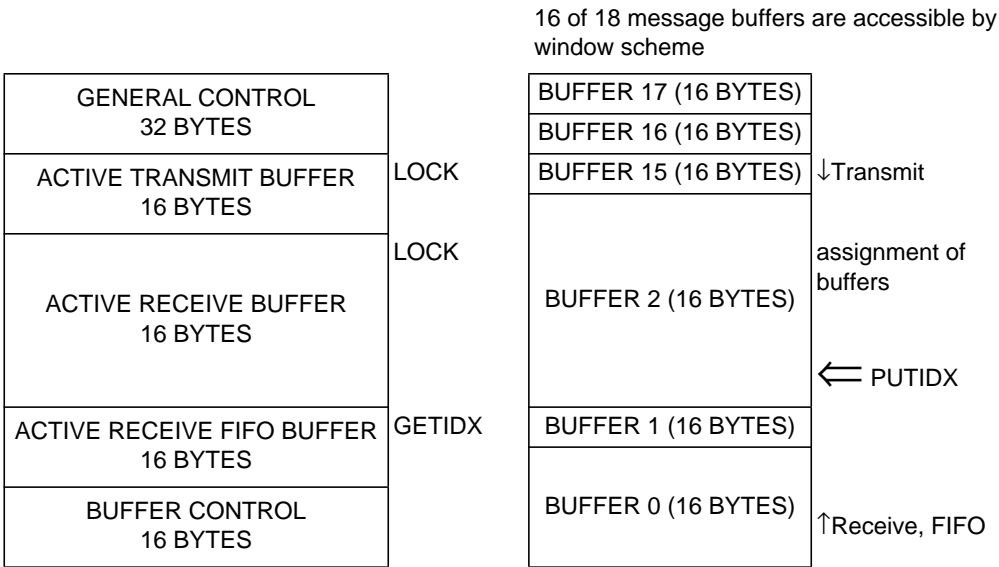 16 of 18 message buffers are accessible by
window scheme
GENERAL CONTROL
32 BYTES
ACTIVE TRANSMIT BUFFER
16 BYTES
LOCK
ACTIVE RECEIVE BUFFER
16 BYTES
LOCK
ACTIVE RECEIVE FIFO BUFFER
16 BYTES
GETIDX
BUFFER CONTROL
16 BYTES
BUFFER 17 (16 BYTES)
BUFFER 16 (16 BYTES)
BUFFER 15 (16 BYTES)
↓Transmit
BUFFER 2 (16 BYTES)
assignment of
buffers
⇐ PUTIDX
BUFFER 1 (16 BYTES)
BUFFER 0 (16 BYTES)
↑Receive, FIFO